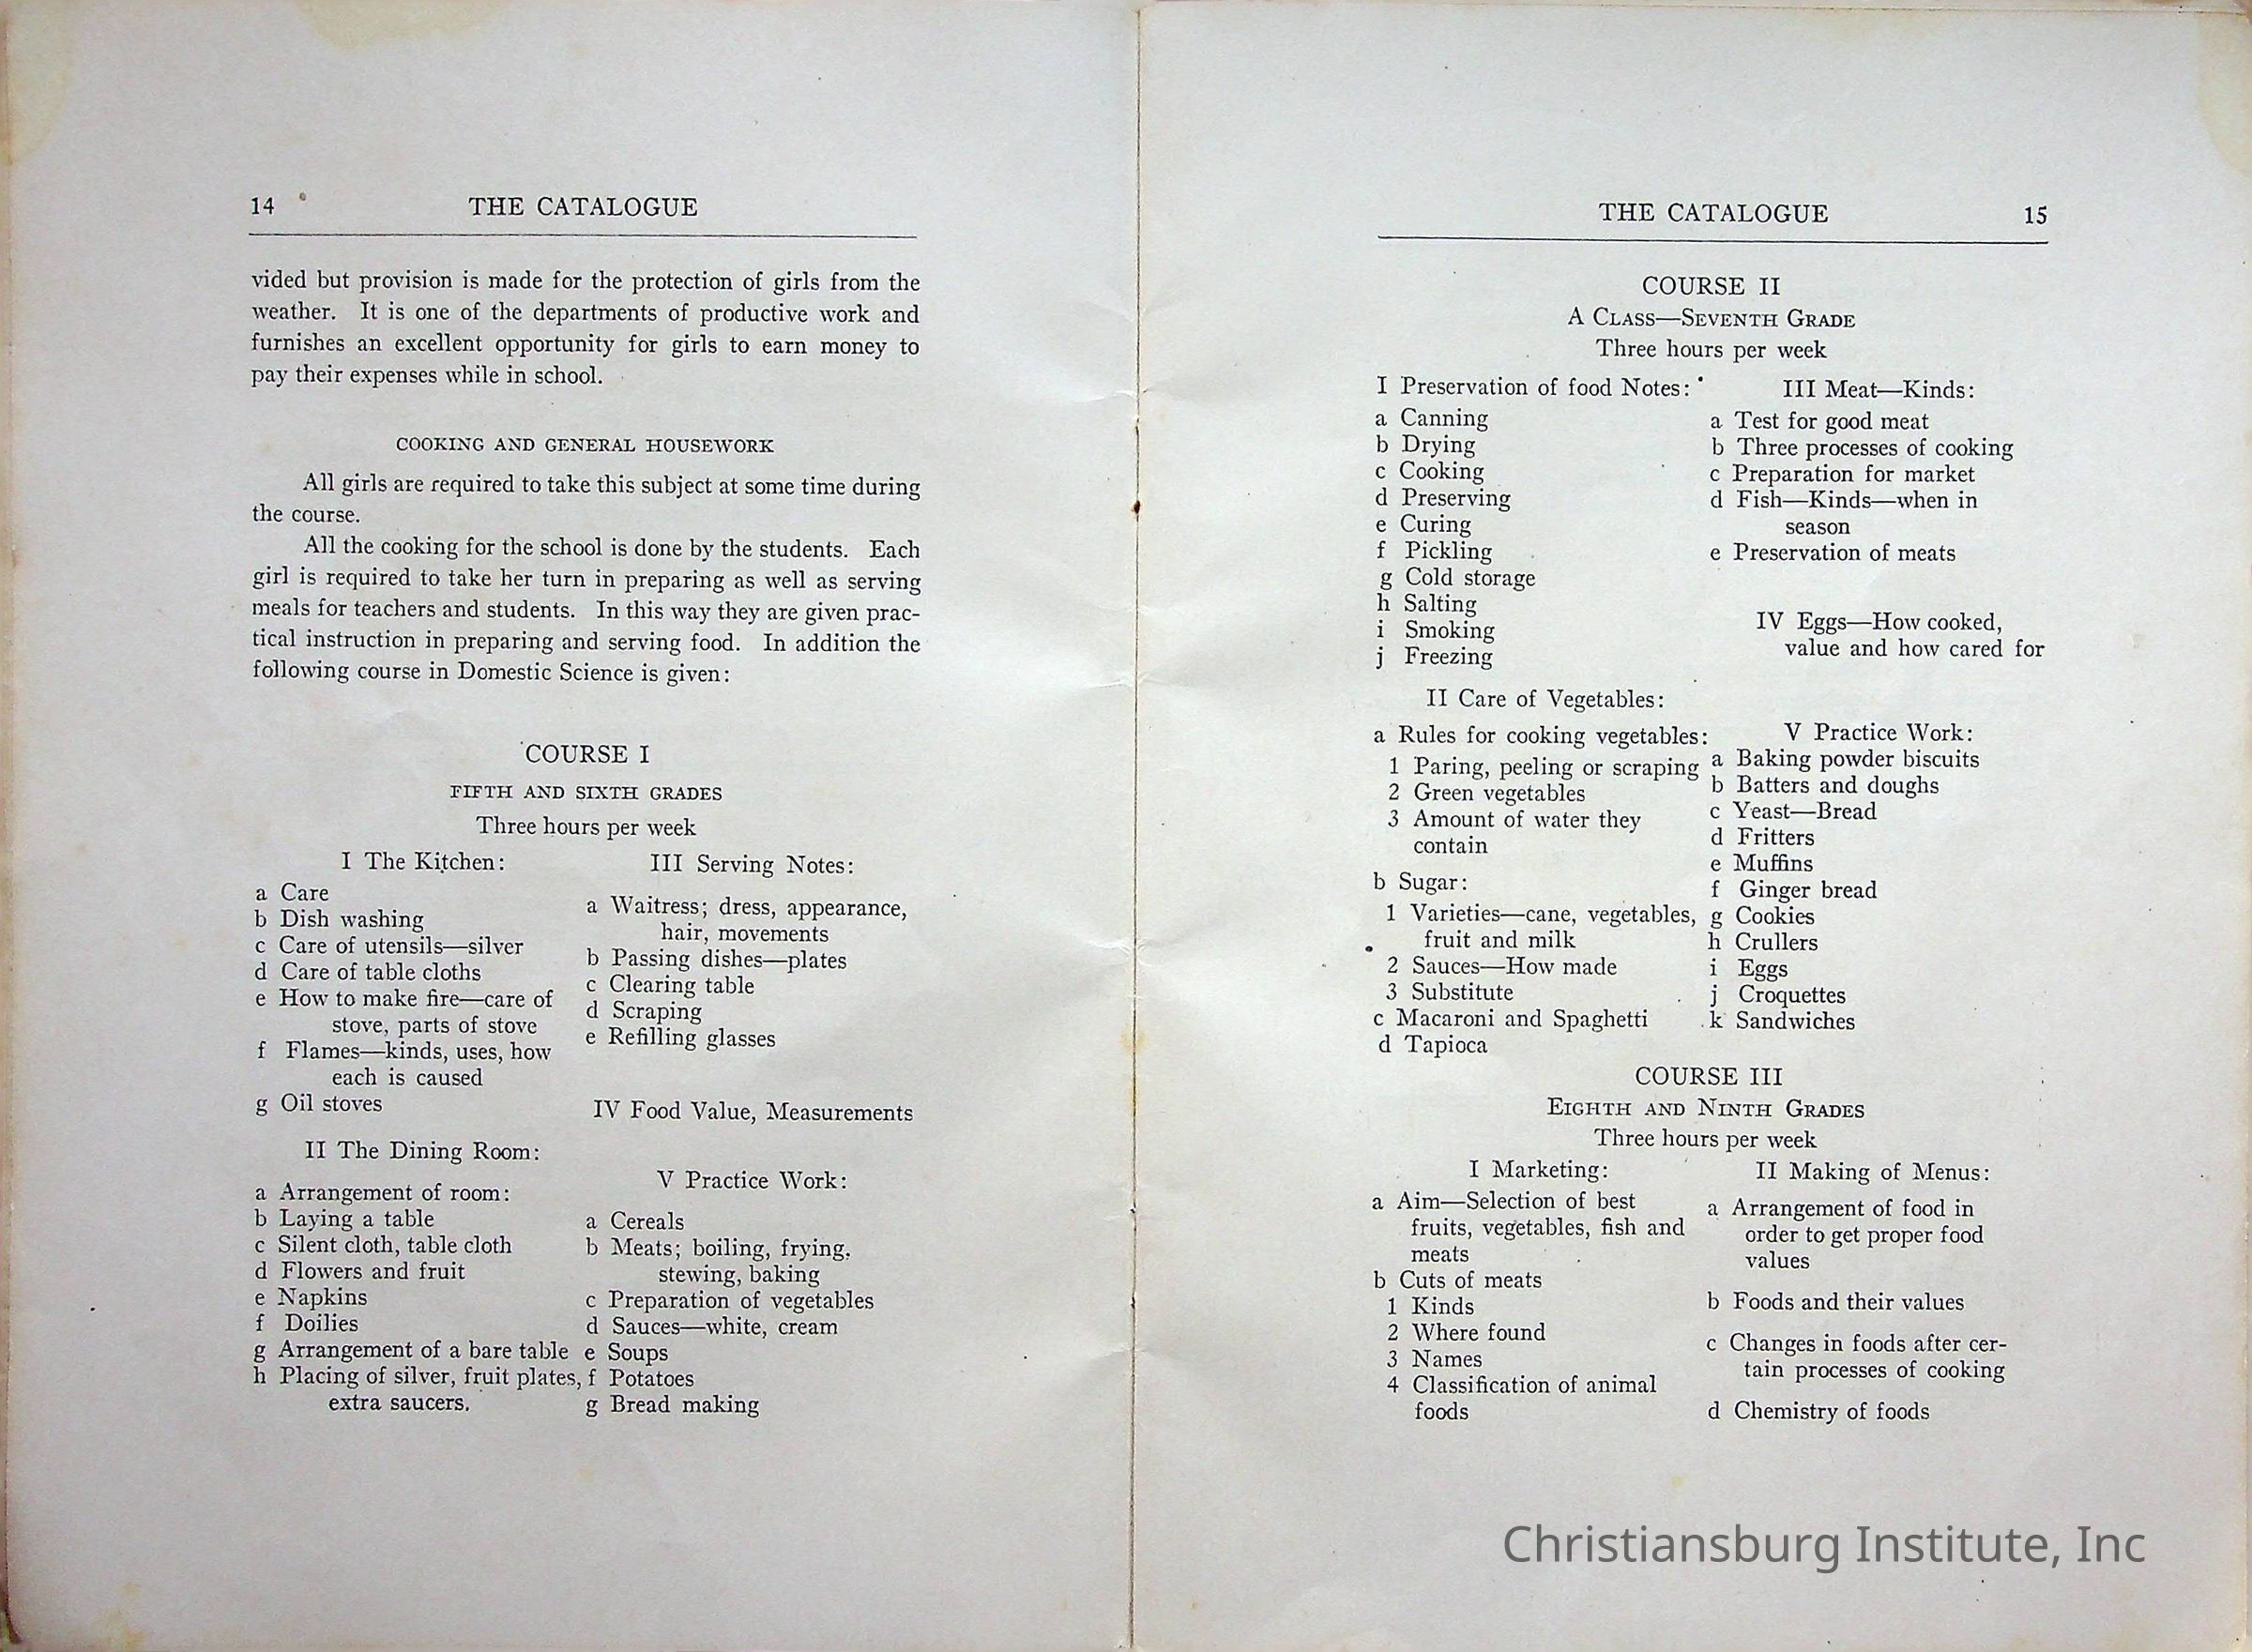 14 THE CATALOGUE
vided but provision is made for the protection of girls from the
weather. It is one of the departments of productive work and
furnishes an excellent opportunity for girls to earn money to
pay their expenses while in school.
COOKING AND GENERAL HOUSEWORK
All girls are required to take this subject at some time during
the course.
All the cooking for the school is done by the students. Each
girl is required to take her turn in preparing as well as serving
meals for teachers and students. In this way they are given prac-
tical instruction in preparing and serving food. In addition the
following course in Domestic Science is given:
COURSE I
FIFTH AND SIXTH GRADES
Three hours per week
I The Kitchen:
a Care
b Dish washing
c Care of utensils—silver
d Care of table cloths
e How to make fire—care of
stove, parts of stove
f Flames—kinds, uses, how
each is caused
g Oil stoves
II The Dining Room:
a Arrangement of room:
b Laying a table
c Silent cloth, table cloth
d Flowers and fruit
e Napkins
f Doilies
g Arrangement of a bare table
h Placing of silver, fruit plates,
extra saucers.
III Serving Notes:
a Waitress; dress, appearance,
hair, movements
b Passing dishes—plates
c Clearing table
d Scraping
e Refilling glasses
IV Food Value, Measurements
V Practice Work:
a Cereals
b Meats; boiling, frying,
stewing, baking
c Preparation of vegetables
d Sauces—white, cream
e Soups
f Potatoes
g Bread making
THE CATALOGUE 15
COURSE II
A CLASS—SEVENTH GRADE
Three hours per week
I Preservation of food Notes:
a Canning
b Drying
c Cooking
d Preserving
e Curing
f Pickling
g Cold storage
h Salting
i Smoking
j Freezing
II Care of Vegetables:
a Rules for cooking vegetables:
1 Paring, peeling or scraping
2 Green vegetables
3 Amount of water they
contain
b Sugar:
1 Varieties—cane, vegetables,
fruit and milk
2 Sauces—How made
3 Substitute
c Macaroni and Spaghetti
d Tapioca
III Meat—Kinds:
a Test for good meat
b Three processes of cooking
c Preparation for market
d Fish—Kinds—when in
season
e Preservation of meats
IV Eggs—How cooked,
value and how cared for
V Practice Work:
a Baking powder biscuits
b Batters and doughs
c Yeast—Bread
d Fritters
e Muffins
f Ginger bread
g Cookies
h Crullers
i Eggs
j Croquettes
k Sandwiches
COURSE III
EIGHTH AND NINTH GRADES
Three hours per week
I Marketing:
a Aim—Selection of best
fruits, vegetables, fish and
meats
b Cuts of meats
1 Kinds
2 Where found
3 Names
4 Classification of animal
foods
II Making of Menus:
a Arrangement of food in
order to get proper food
values
b Foods and their values
c Changes in foods after cer-
tain processes of cooking
d Chemistry of foods
Christiansburg Institute, Inc